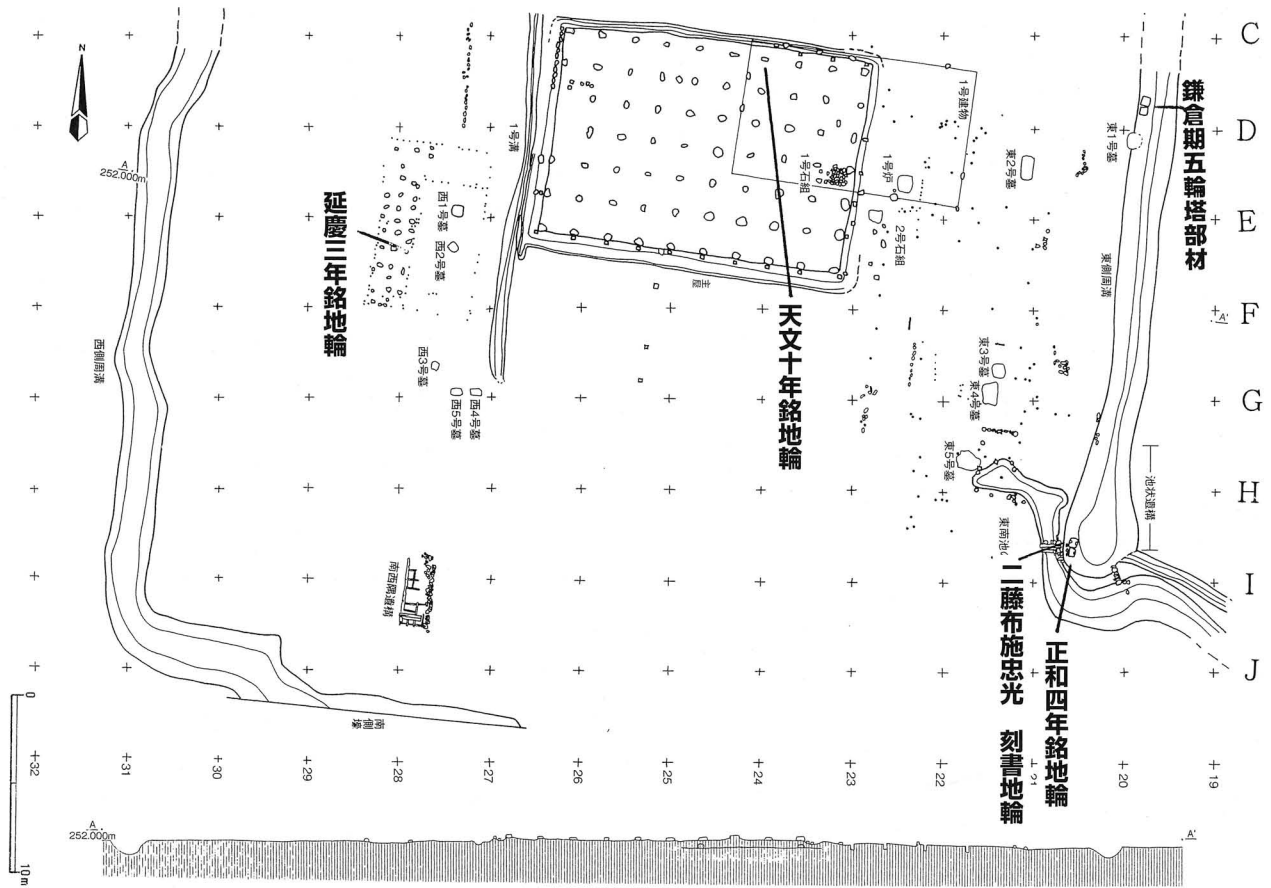 C
D
E
F
G
H
I
J
N
A
252.000m
A'
1号溝
1号建物
1号炉
1号石組
2号石組
東1号墓
東2号墓
東側周溝
鎌倉期五輪塔部材
西1号墓
西2号墓
延慶三年銘地輪
主屋
天文十年銘地輪
西側周溝
西3号墓
西4号墓
西5号墓
東3号墓
東4号墓
東5号墓
池状遺構
東南池
南西隅遺構
二藤布施忠光 刻書地輪
正和四年銘地輪
南側壕
0
10m
32
31
30
29
28
27
26
25
24
23
22
21
20
19
A
252.000m
A'